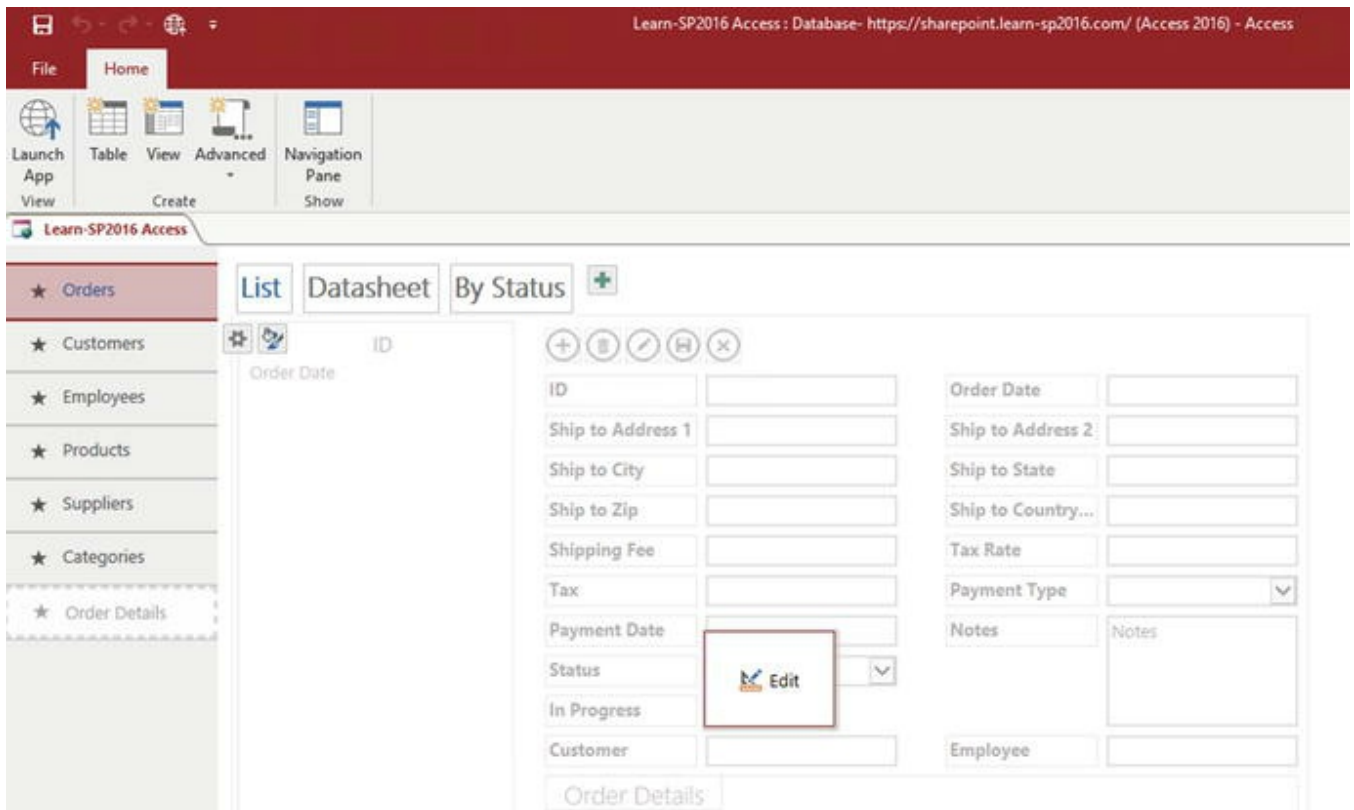 Learn-SP2016 Access : Database- https://sharepoint.learn-sp2016.com/ (Access 2016) - Access
File Home
Launch App Table View Advanced Navigation Pane
View Create Show
Learn-SP2016 Access
Orders
Customers
Employees
Products
Suppliers
Categories
Order Details
List Datasheet By Status
ID
Order Date
ID Order Date
Ship to Address 1 Ship to Address 2
Ship to City Ship to State
Ship to Zip Ship to Country...
Shipping Fee Tax Rate
Tax Payment Type
Payment Date Notes Notes
Status
Edit
In Progress
Customer Employee
Order Details